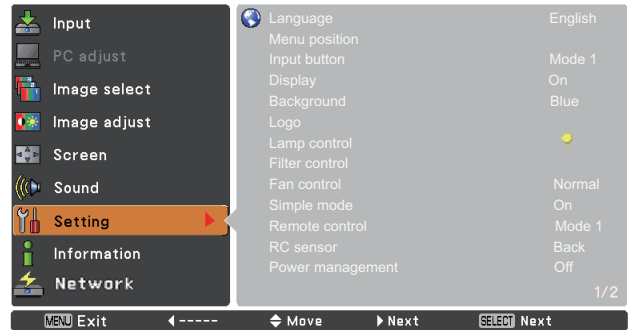 Input
PC adjust
Image select
Image adjust
Screen
Sound
Setting
Information
Network
Language English
Menu position
Input button Mode 1
Display On
Background Blue
Logo
Lamp control
Filter control
Fan control Normal
Simple mode On
Remote control Mode 1
RC sensor Back
Power management Off
1/2
MENU Exit ◀ ----- ◆ Move ▶ Next SELECT Next